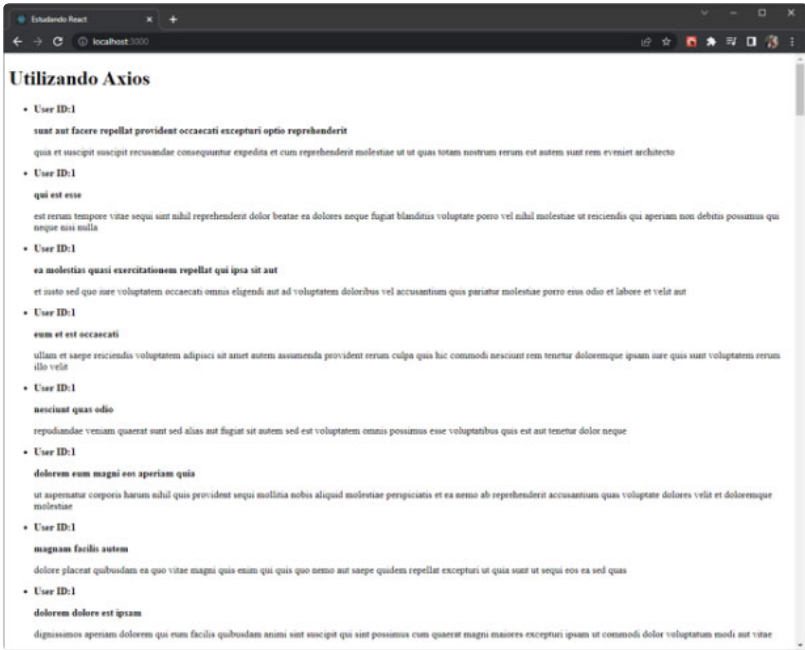 Estudando React
localhost:3000
Utilizando Axios
User ID:1
sunt aut facere repellat provident occaecati excepturi optio reprehenderit
quia et suscipit suscipit recusandae consequuntur expedita et cum reprehenderit molestiae ut ut quas totam nostrum rerum est autem sunt rem eveniet architecto
User ID:1
qui est esse
est rerum tempore vitae sequi sint nihil reprehenderit dolor beatae ea dolores neque fugiat blanditiis voluptate porro vel nihil molestiae ut reiciendis qui aperiam non debitis possimus qui
neque nisi nulla
User ID:1
ea molestias quasi exercitationem repellat qui ipsa sit aut
et iusto sed quo iure voluptatem occaecati omnis eligendi aut ad voluptatem doloribus vel accusantium quis pariatur molestiae porro eius odio et labore et velit aut
User ID:1
eum et est occaecati
ullam et saepe reiciendis voluptatem adipisci sit amet autem assumenda provident rerum culpa quis hic commodi nesciunt rem tenetur doloremque ipsam iure quis sunt voluptatem rerum
illo velit
User ID:1
nesciunt quas odio
repudiandae veniam quaerat sunt sed alias aut fugiat sit autem sed est voluptatem omnis possimus esse voluptatibus quis est aut tenetur dolor neque
User ID:1
dolorem eum magni eos aperiam quia
ut aspernatur corporis harum nihil quis provident sequi mollitia nobis aliquid molestiae perspiciatis et ea nemo ab reprehenderit accusantium quas voluptate dolores velit et doloremque
molestiae
User ID:1
magnam facilis autem
dolore placeat quibusdam ea quo vitae magni quis enim qui quis quo nemo aut saepe quidem repellat excepturi ut quia sunt ut sequi eos ea sed quas
User ID:1
dolorem dolore est ipsam
dignissimos aperiam dolorem qui eum facilis quibusdam animi sint suscipit qui sint possimus cum quaerat magni maiores excepturi ipsam ut commodi dolor voluptatum modi aut vitae